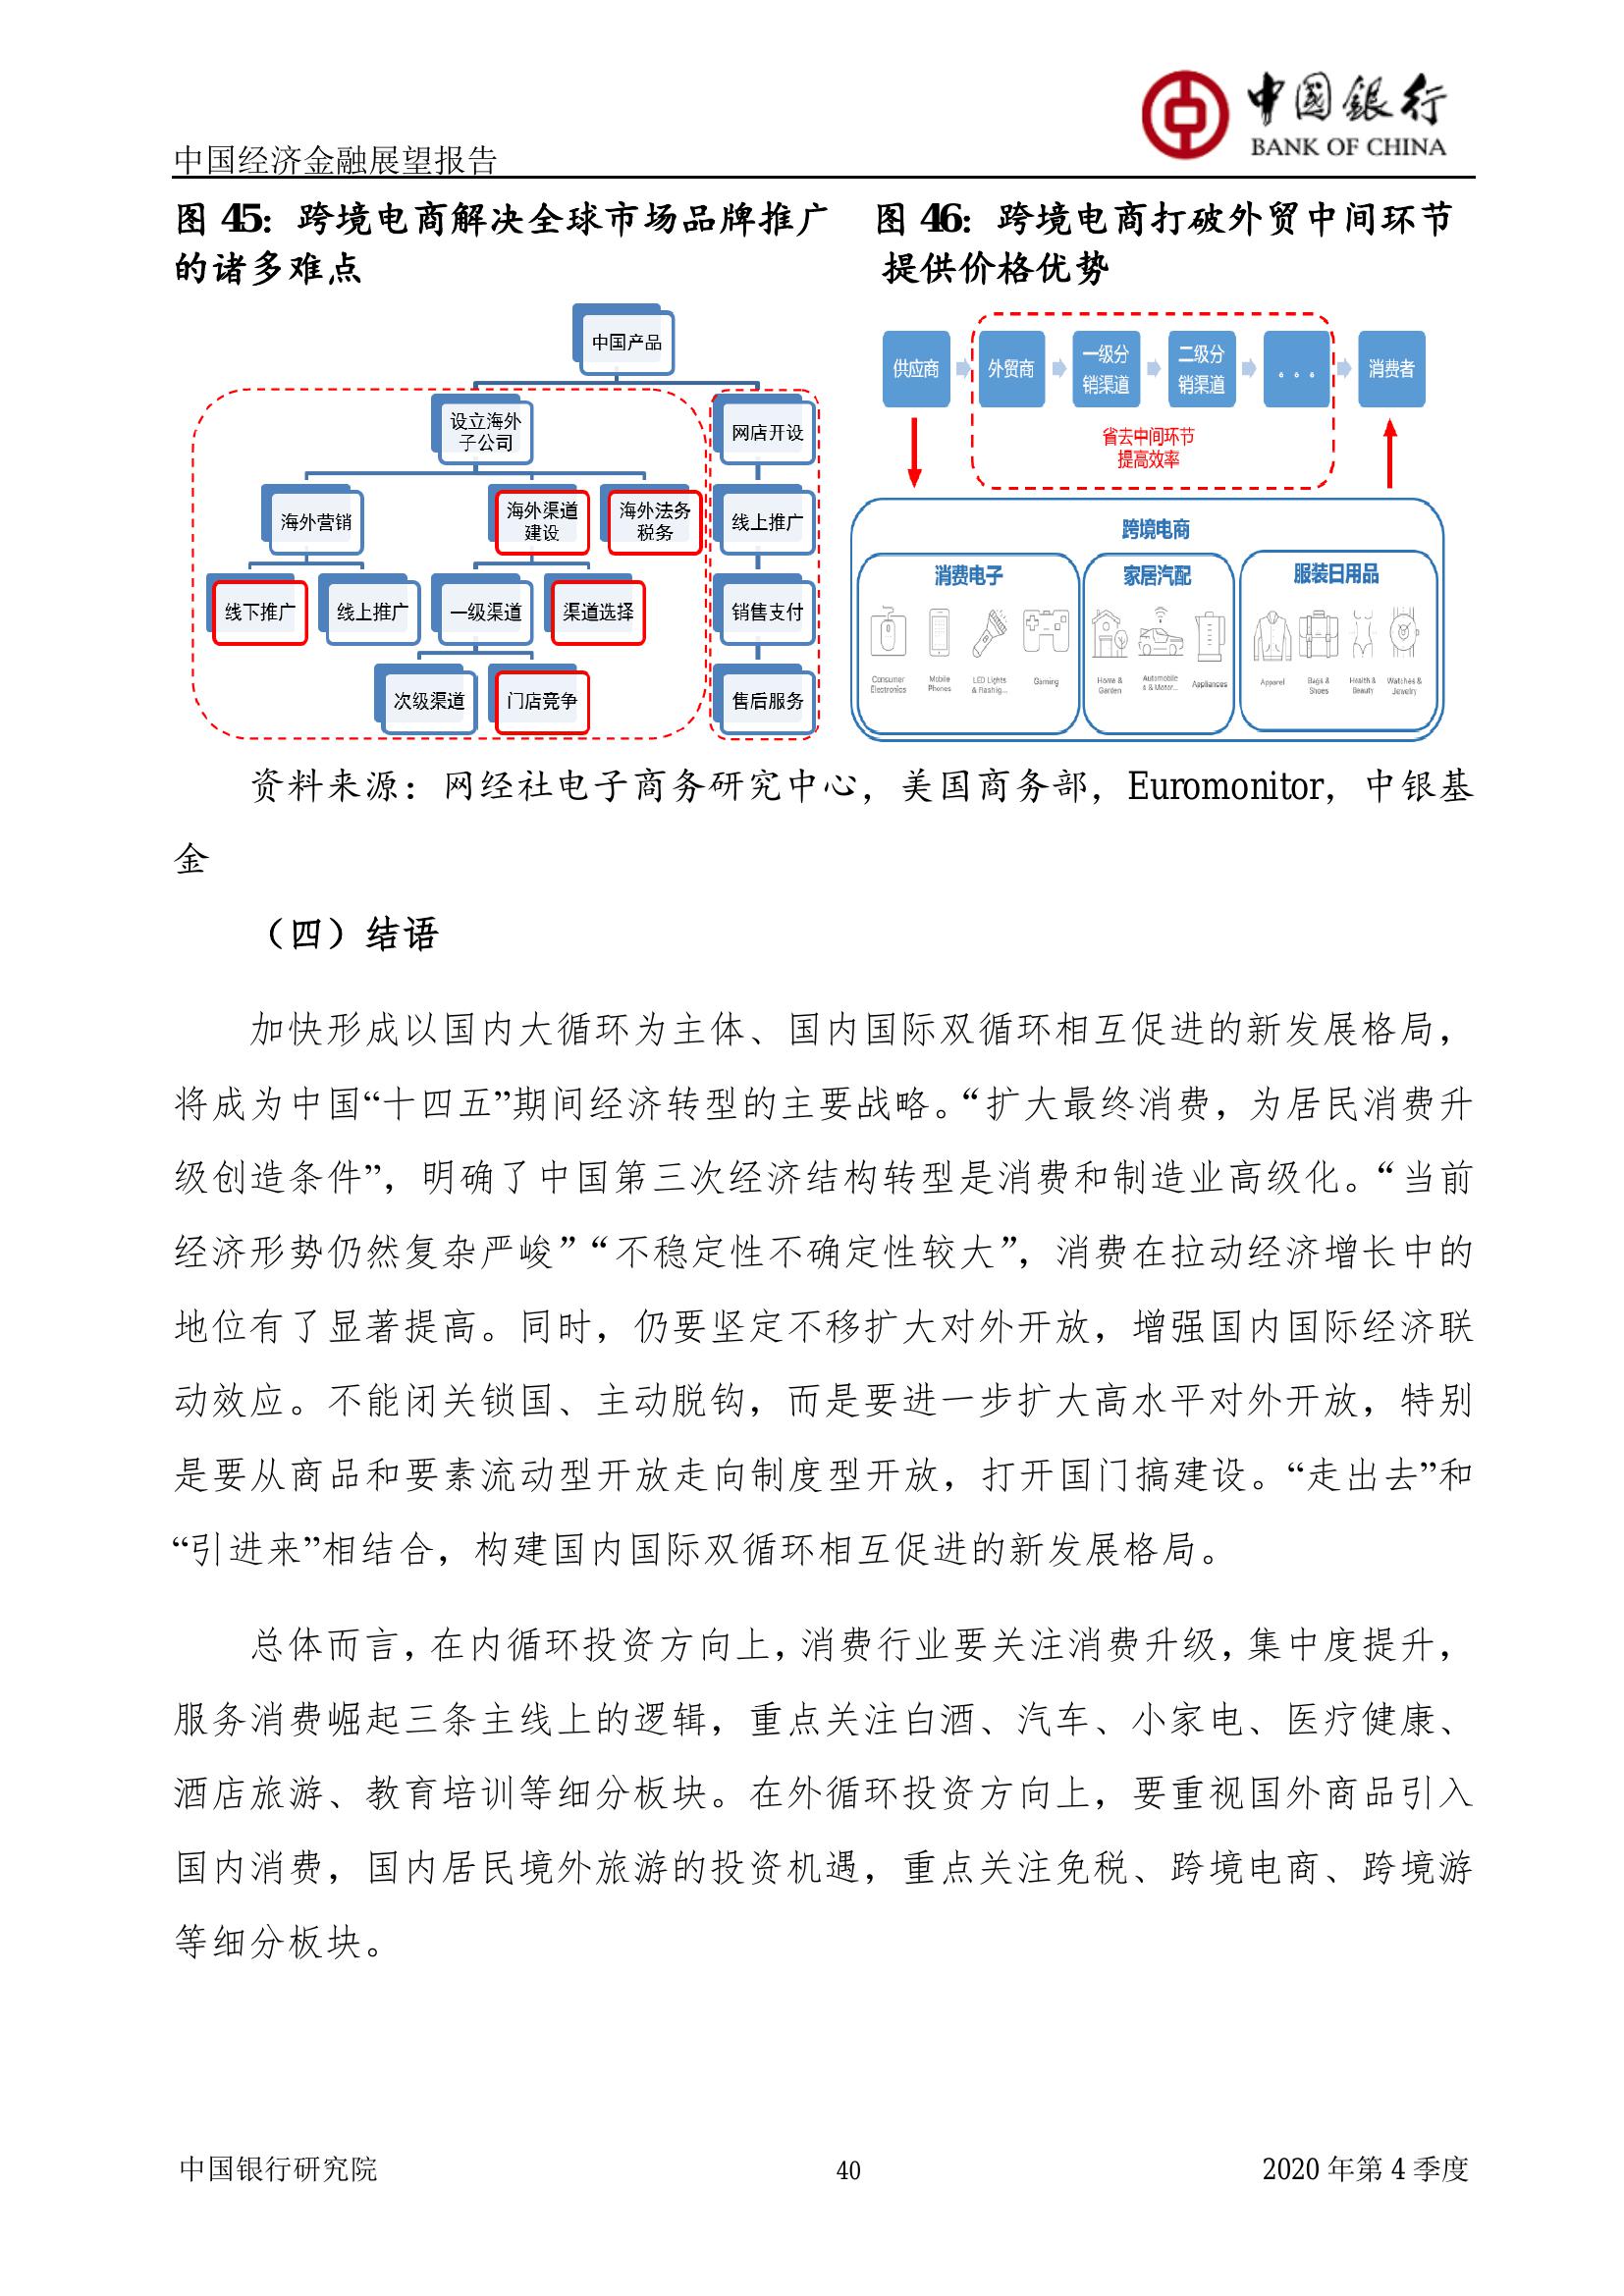 中國銀行
BANK OF CHINA
中国经济金融展望报告
图 45：跨境电商解决全球市场品牌推广
的诸多难点
图 46：跨境电商打破外贸中间环节
提供价格优势
中国产品
设立海外
子公司
网店开设
海外营销
海外渠道
建设
海外法务
税务
线上推广
线下推广
线上推广
一级渠道
渠道选择
销售支付
次级渠道
门店竞争
售后服务
供应商
外贸商
一级分
销渠道
二级分
销渠道
。。。
消费者
省去中间环节
提高效率
跨境电商
消费电子
家居汽配
服装日用品
Consumer
Electronics
Mobile
Phones
LED Lights
& Flashlig...
Gaming
Home &
Garden
Automobile
s & Motor...
Appliances
Apparel
Bags &
Shoes
Health &
Beauty
Watches &
Jewelry
资料来源：网经社电子商务研究中心，美国商务部，Euromonitor，中银基
金
（四）结语
加快形成以国内大循环为主体、国内国际双循环相互促进的新发展格局，
将成为中国“十四五”期间经济转型的主要战略。“扩大最终消费，为居民消费升
级创造条件”，明确了中国第三次经济结构转型是消费和制造业高级化。“当前
经济形势仍然复杂严峻”“不稳定性不确定性较大”，消费在拉动经济增长中的
地位有了显著提高。同时，仍要坚定不移扩大对外开放，增强国内国际经济联
动效应。不能闭关锁国、主动脱钩，而是要进一步扩大高水平对外开放，特别
是要从商品和要素流动型开放走向制度型开放，打开国门搞建设。“走出去”和
“引进来”相结合，构建国内国际双循环相互促进的新发展格局。
总体而言，在内循环投资方向上，消费行业要关注消费升级，集中度提升，
服务消费崛起三条主线上的逻辑，重点关注白酒、汽车、小家电、医疗健康、
酒店旅游、教育培训等细分板块。在外循环投资方向上，要重视国外商品引入
国内消费，国内居民境外旅游的投资机遇，重点关注免税、跨境电商、跨境游
等细分板块。
中国银行研究院
40
2020 年第 4 季度